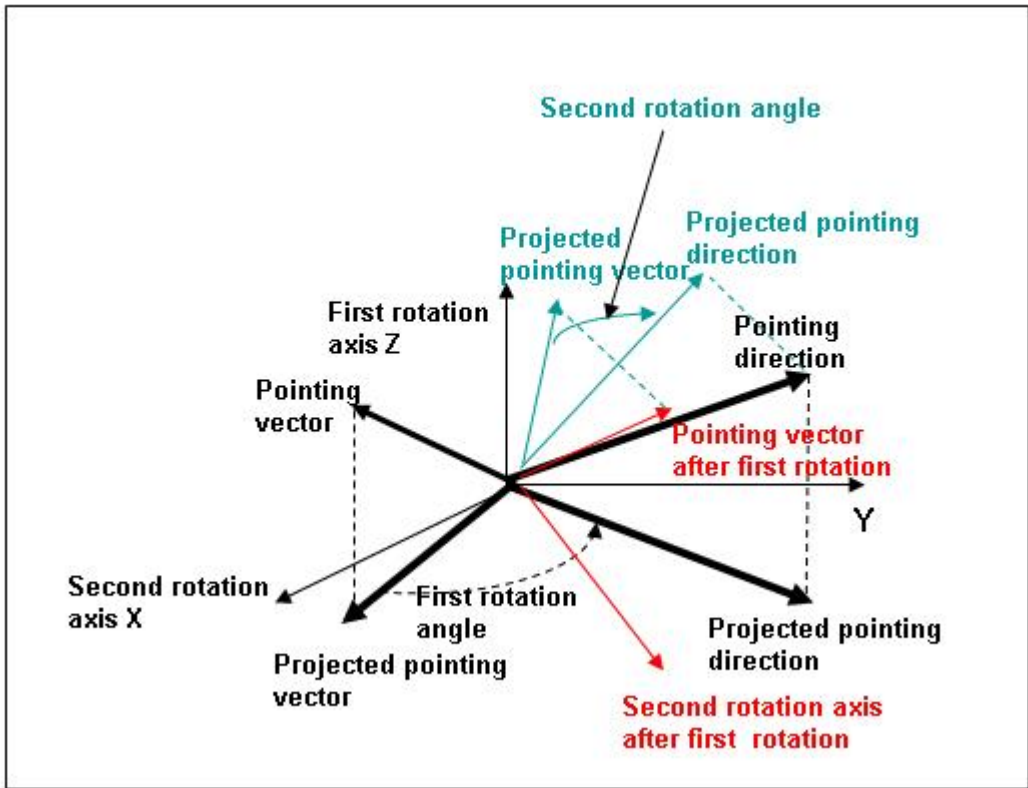 Second rotation angle
Projected
pointing vector
Projected pointing
direction
First rotation
axis Z
Pointing
direction
Pointing
vector
Pointing vector
after first rotation
Y
Second rotation
axis X
First rotation
angle
Projected pointing
vector
Projected pointing
direction
Second rotation axis
after first rotation